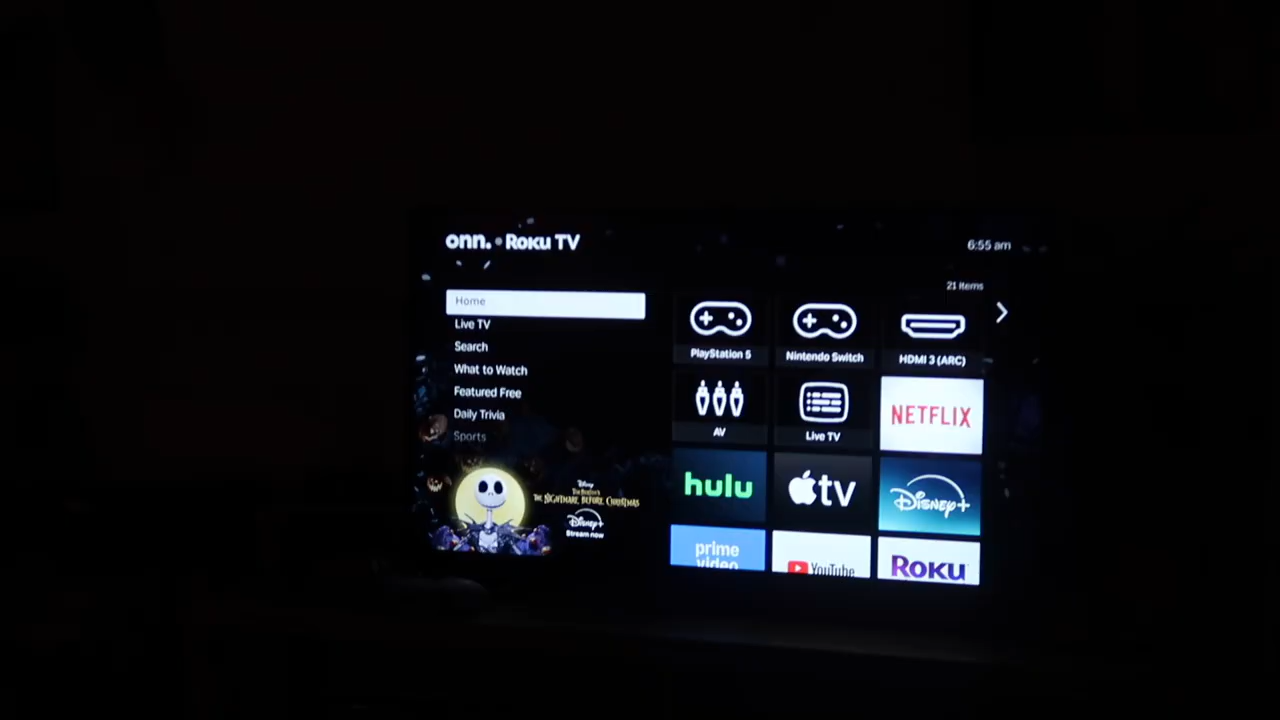 onn. • Roku TV
6:55 am
21 Items
Home
Live TV
Search
What to Watch
Featured Free
Daily Trivia
Sports
PlayStation 5
Nintendo Switch
HDMI 3 (ARC)
AV
Live TV
NETFLIX
hulu
tv
Disney+
prime video
YouTube
Roku
Disney
Tim Burton's
THE NIGHTMARE BEFORE CHRISTMAS
Disney+
Stream now